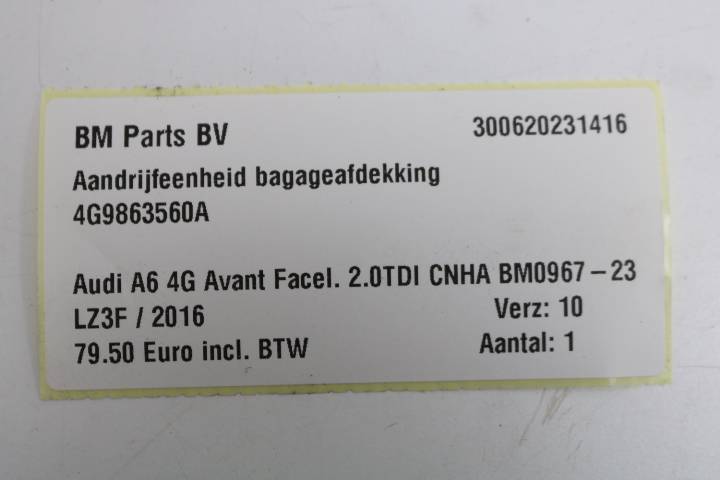 BM Parts BV 300620231416
Aandrijfeenheid bagageafdekking
4G9863560A
Audi A6 4G Avant Facel. 2.0TDI CNHA BM0967-23
LZ3F / 2016 Verz: 10
79.50 Euro incl. BTW Aantal: 1